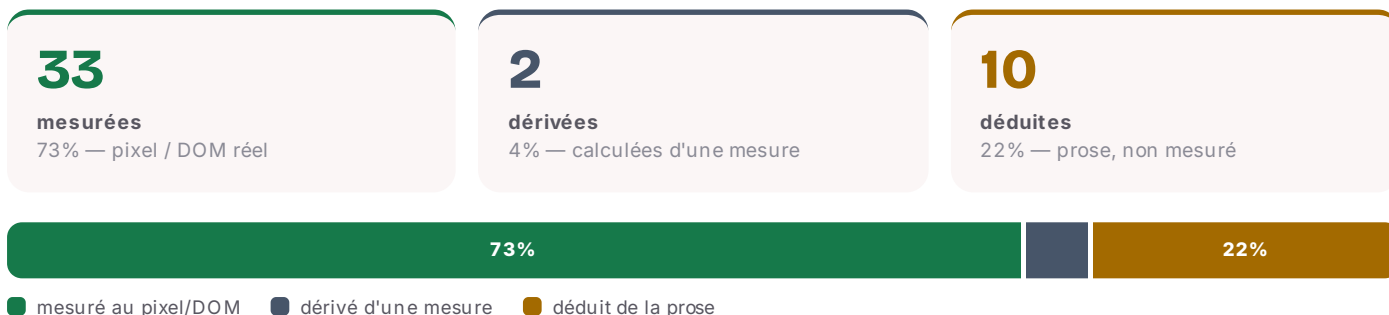 33
2
10
mesurées
dérivées
déduites
73% — pixel / DOM réel
4% — calculées d'une mesure
22% — prose, non mesuré
73%
22%
mesuré au pixel/DOM
dérivé d'une mesure
déduit de la prose